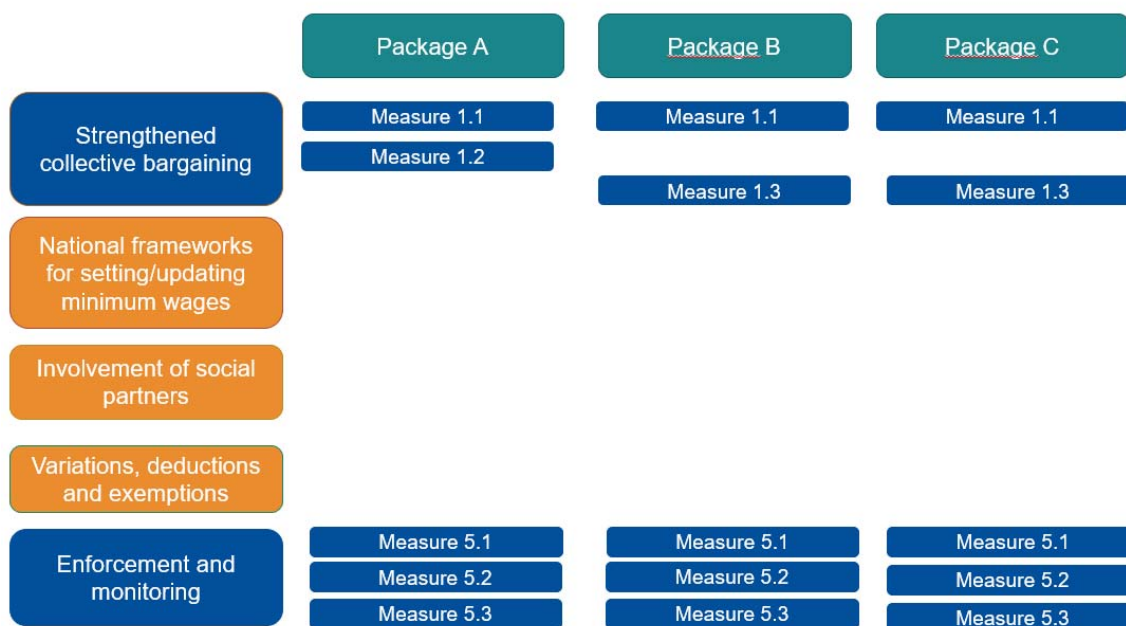 Package A
Package B
Package C
Strengthened
collective bargaining
Measure 1.1
Measure 1.1
Measure 1.1
Measure 1.2
Measure 1.3
Measure 1.3
National frameworks
for setting/updating
minimum wages
Involvement of social
partners
Variations, deductions
and exemptions
Enforcement and
monitoring
Measure 5.1
Measure 5.1
Measure 5.1
Measure 5.2
Measure 5.2
Measure 5.2
Measure 5.3
Measure 5.3
Measure 5.3